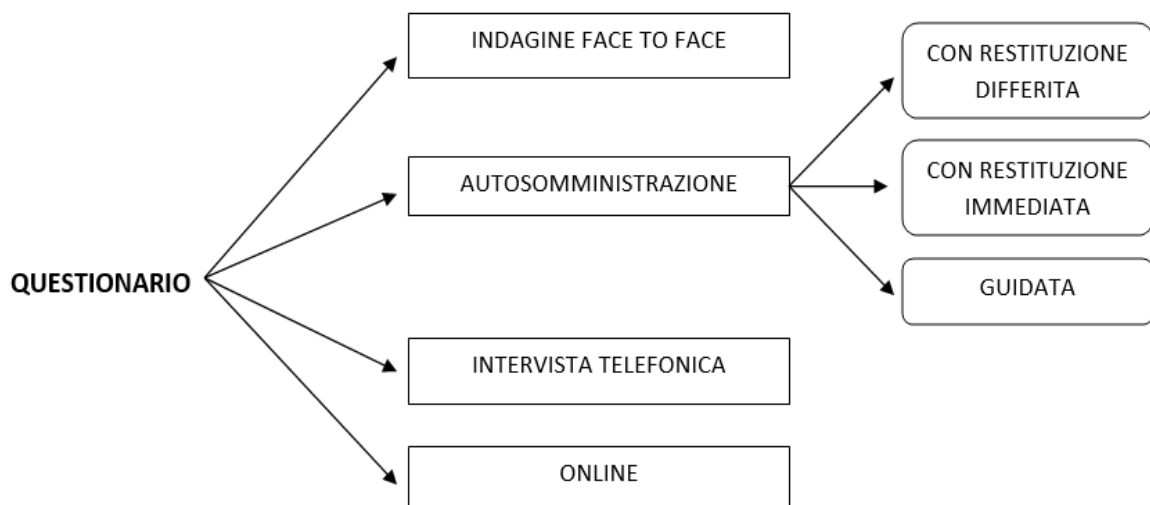 INDAGINE FACE TO FACE
CON RESTITUZIONE
DIFFERITA
AUTOSOMMINISTRAZIONE
CON RESTITUZIONE
IMMEDIATA
QUESTIONARIO
GUIDATA
INTERVISTA TELEFONICA
ONLINE